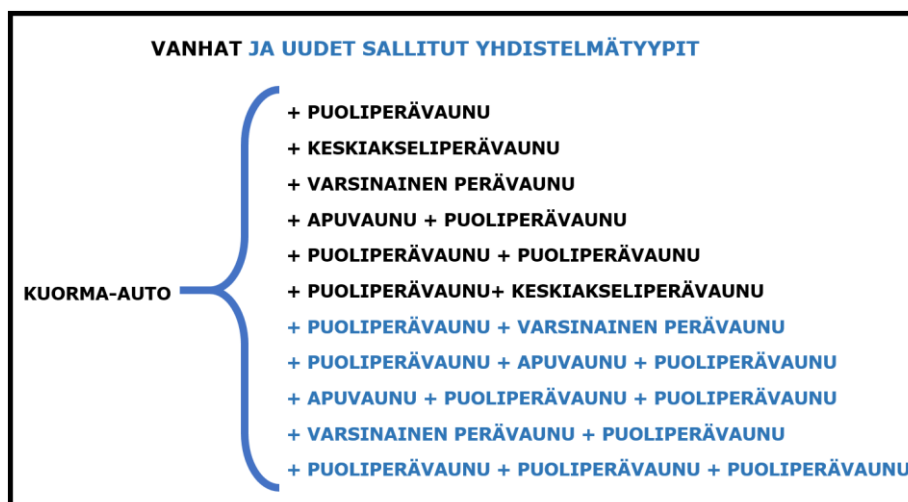 VANHAT JA UUDET SALLITUT YHDISTELMÄTYYPIT
+ PUOLIPERÄVAUNU
+ KESKIAKSELIPERÄVAUNU
+ VARSINAINEN PERÄVAUNU
+ APUVAUNU + PUOLIPERÄVAUNU
+ PUOLIPERÄVAUNU + PUOLIPERÄVAUNU
KUORMA-AUTO
+ PUOLIPERÄVAUNU+ KESKIAKSELIPERÄVAUNU
+ PUOLIPERÄVAUNU + VARSINAINEN PERÄVAUNU
+ PUOLIPERÄVAUNU + APUVAUNU + PUOLIPERÄVAUNU
+ APUVAUNU + PUOLIPERÄVAUNU + PUOLIPERÄVAUNU
+ VARSINAINEN PERÄVAUNU + PUOLIPERÄVAUNU
+ PUOLIPERÄVAUNU + PUOLIPERÄVAUNU + PUOLIPERÄVAUNU